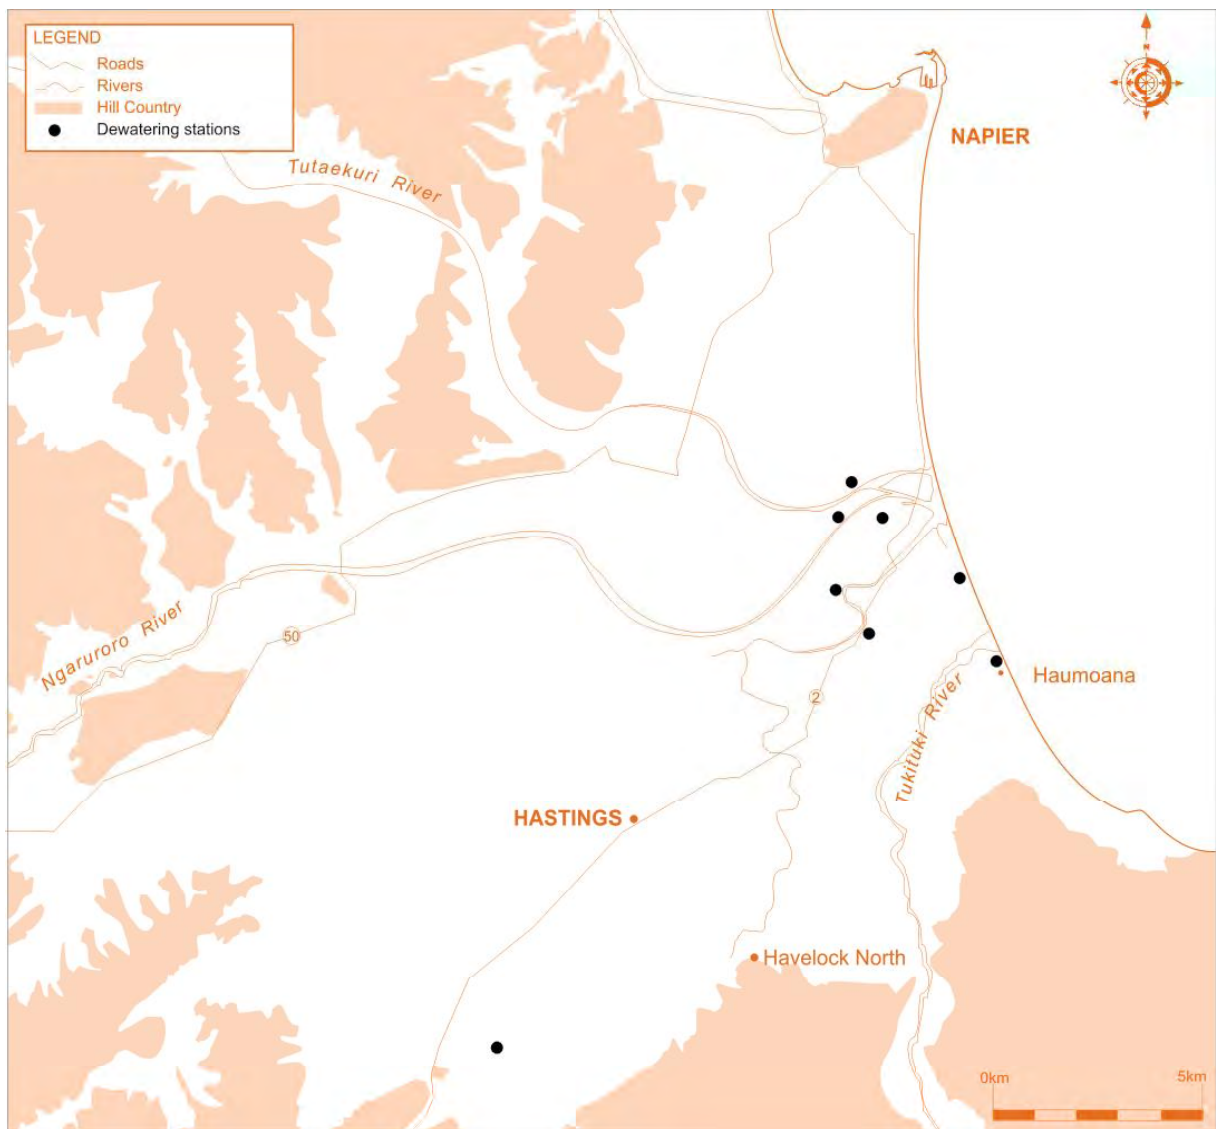 LEGEND
Roads
Rivers
Hill Country
Dewatering stations
N
NAPIER
Tutaekuri River
Ngaruroro River
50
2
Haumoana
Tukituki River
HASTINGS
Havelock North
0km 5km